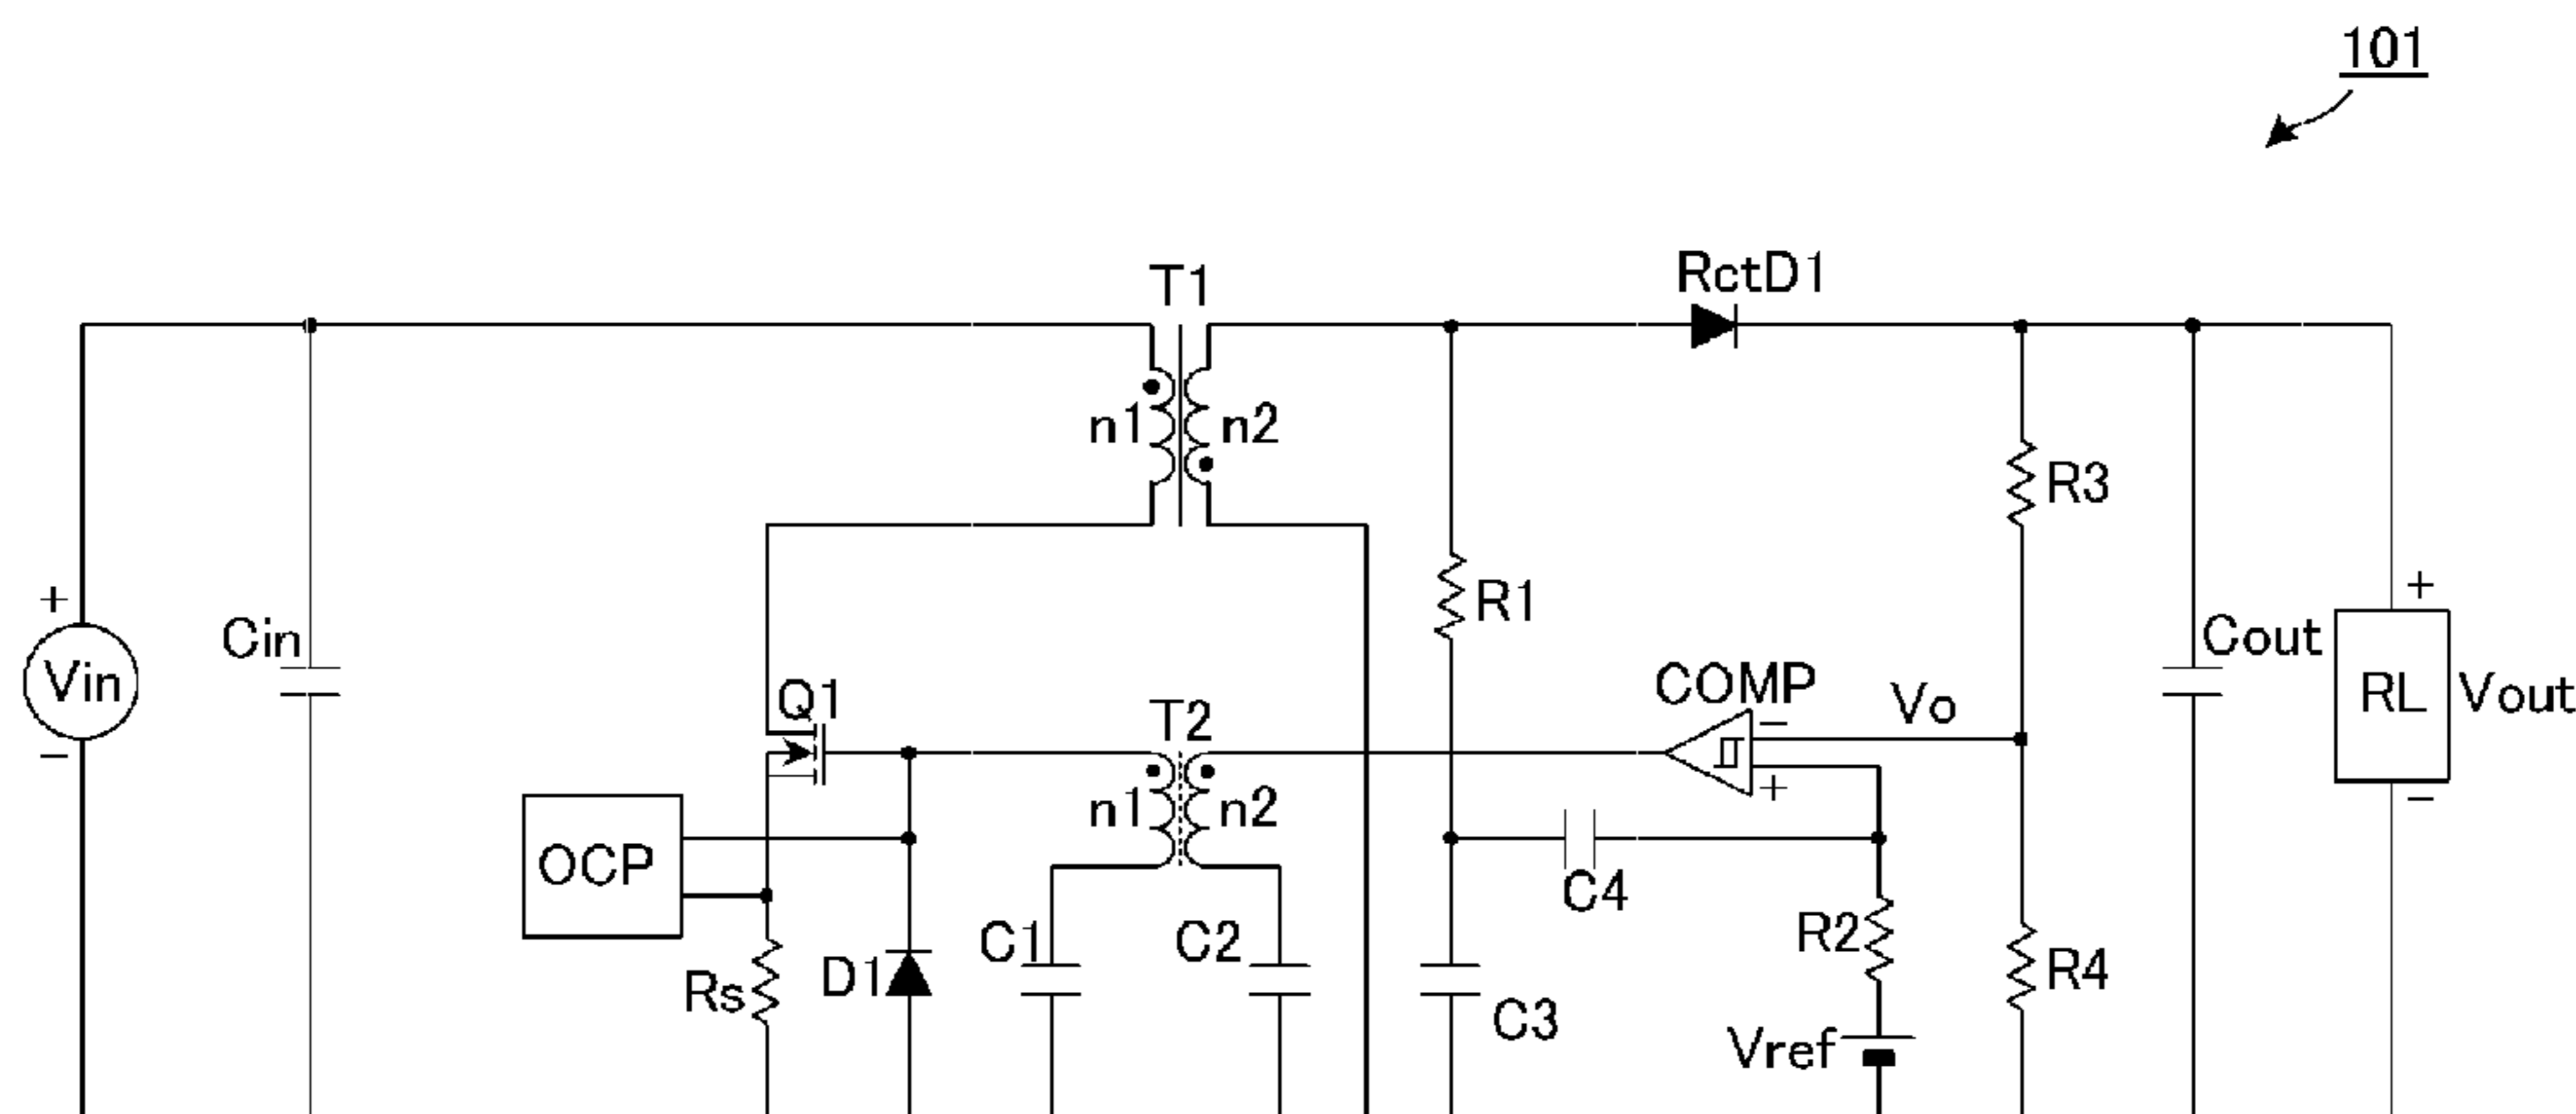 101
T1
RctD1
n1
n2
R3
+
Vin
−
Cin
R1
Cout
+
RL
−
Vout
Q1
T2
COMP
−
+
Vo
n1
n2
OCP
C4
Rs
D1
C1
C2
C3
R2
R4
Vref